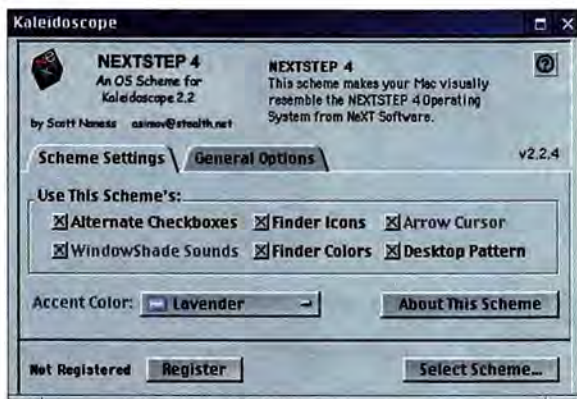 Kaleidoscope
NEXTSTEP 4
An OS Scheme for
Kaleidoscope 2.2
by Scott Naness asimov@stealth.net
NEXTSTEP 4
This scheme makes your Mac visually
resemble the NEXTSTEP 4 Operating
System from NeXT Software.
Scheme Settings
General Options
v2.2.4
Use This Scheme's:
Alternate Checkboxes
Finder Icons
Arrow Cursor
WindowShade Sounds
Finder Colors
Desktop Pattern
Accent Color:
Lavender
About This Scheme
Not Registered
Register
Select Scheme...